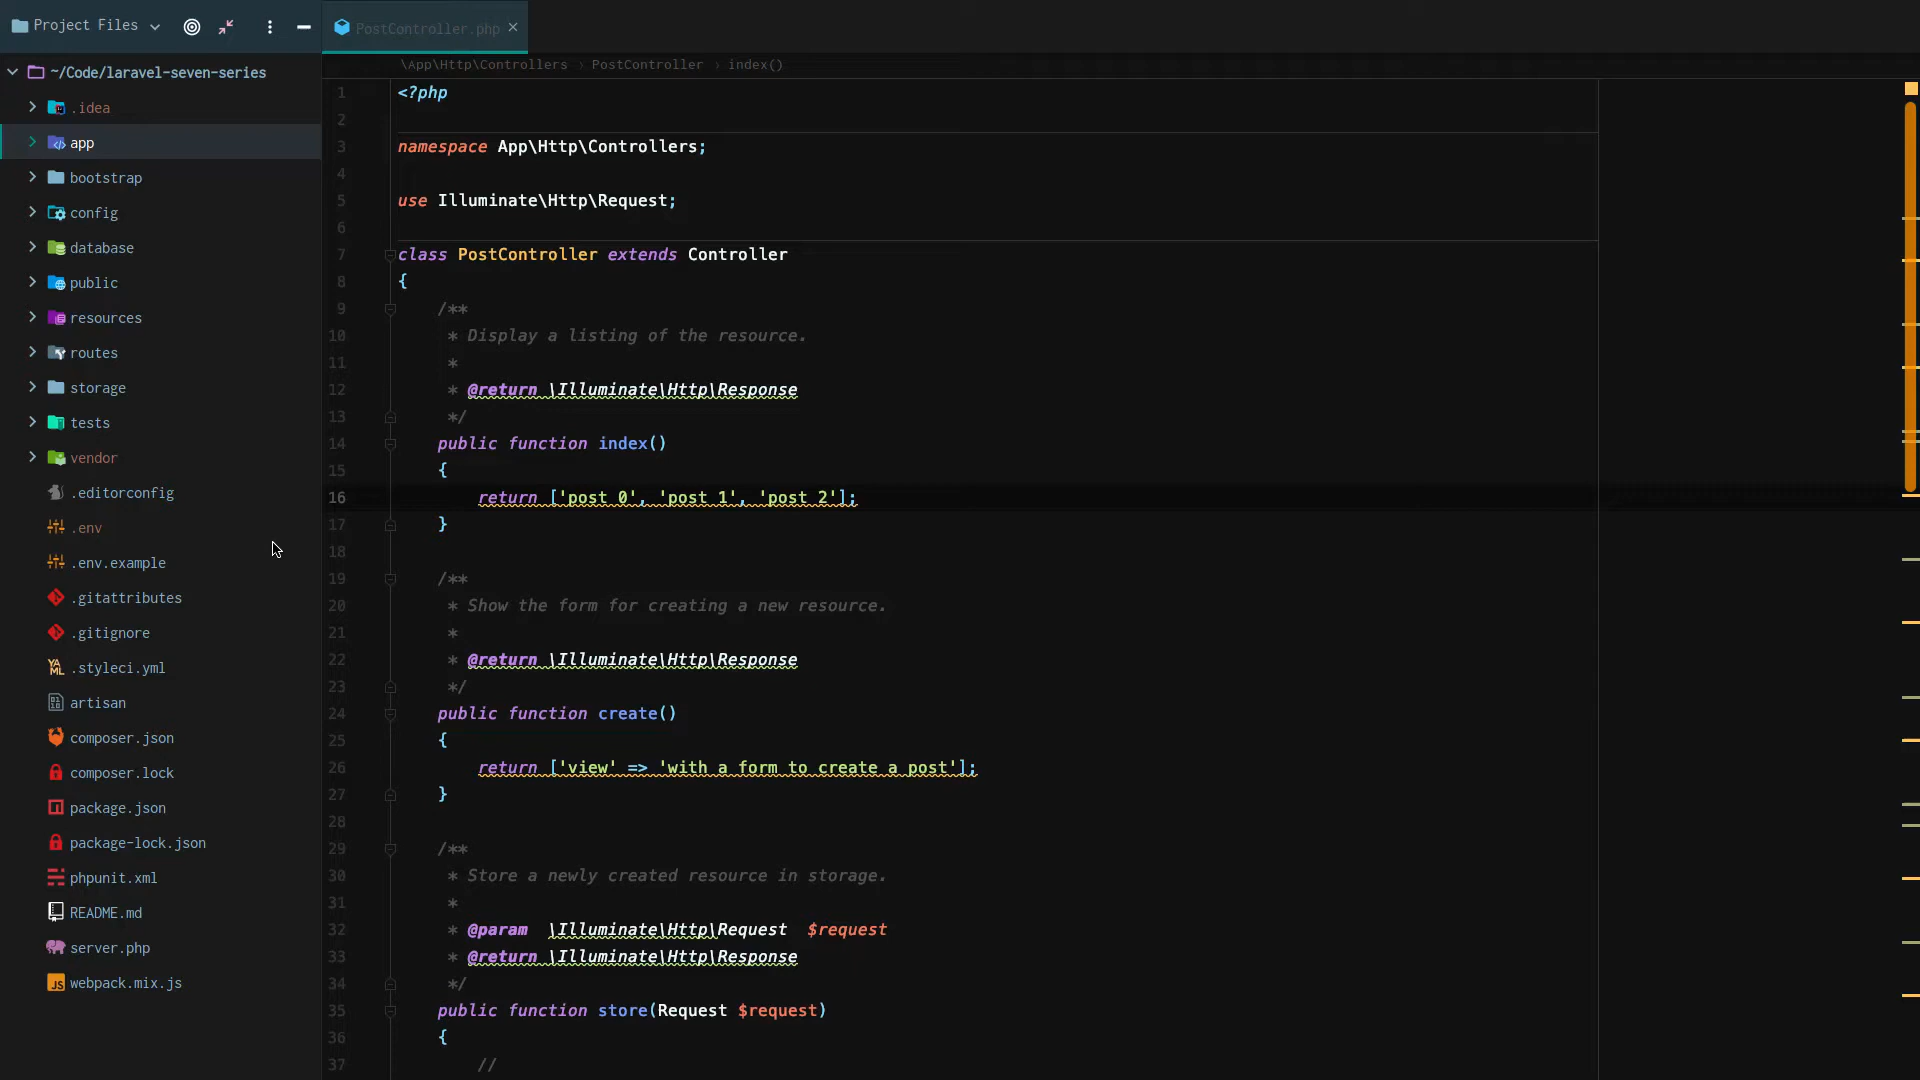 Project Files
PostController.php
~/Code/laravel-seven-series
.idea
app
bootstrap
config
database
public
resources
routes
storage
tests
vendor
.editorconfig
.env
.env.example
.gitattributes
.gitignore
.styleci.yml
artisan
composer.json
composer.lock
package.json
package-lock.json
phpunit.xml
README.md
server.php
webpack.mix.js
\App\Http\Controllers › PostController › index()
1 <?php
2
3 namespace App\Http\Controllers;
4
5 use Illuminate\Http\Request;
6
7 class PostController extends Controller
8 {
9 /**
10 * Display a listing of the resource.
11 *
12 * @return \Illuminate\Http\Response
13 */
14 public function index()
15 {
16 return ['post 0', 'post 1', 'post 2'];
17 }
18
19 /**
20 * Show the form for creating a new resource.
21 *
22 * @return \Illuminate\Http\Response
23 */
24 public function create()
25 {
26 return ['view' => 'with a form to create a post'];
27 }
28
29 /**
30 * Store a newly created resource in storage.
31 *
32 * @param  \Illuminate\Http\Request  $request
33 * @return \Illuminate\Http\Response
34 */
35 public function store(Request $request)
36 {
37 //